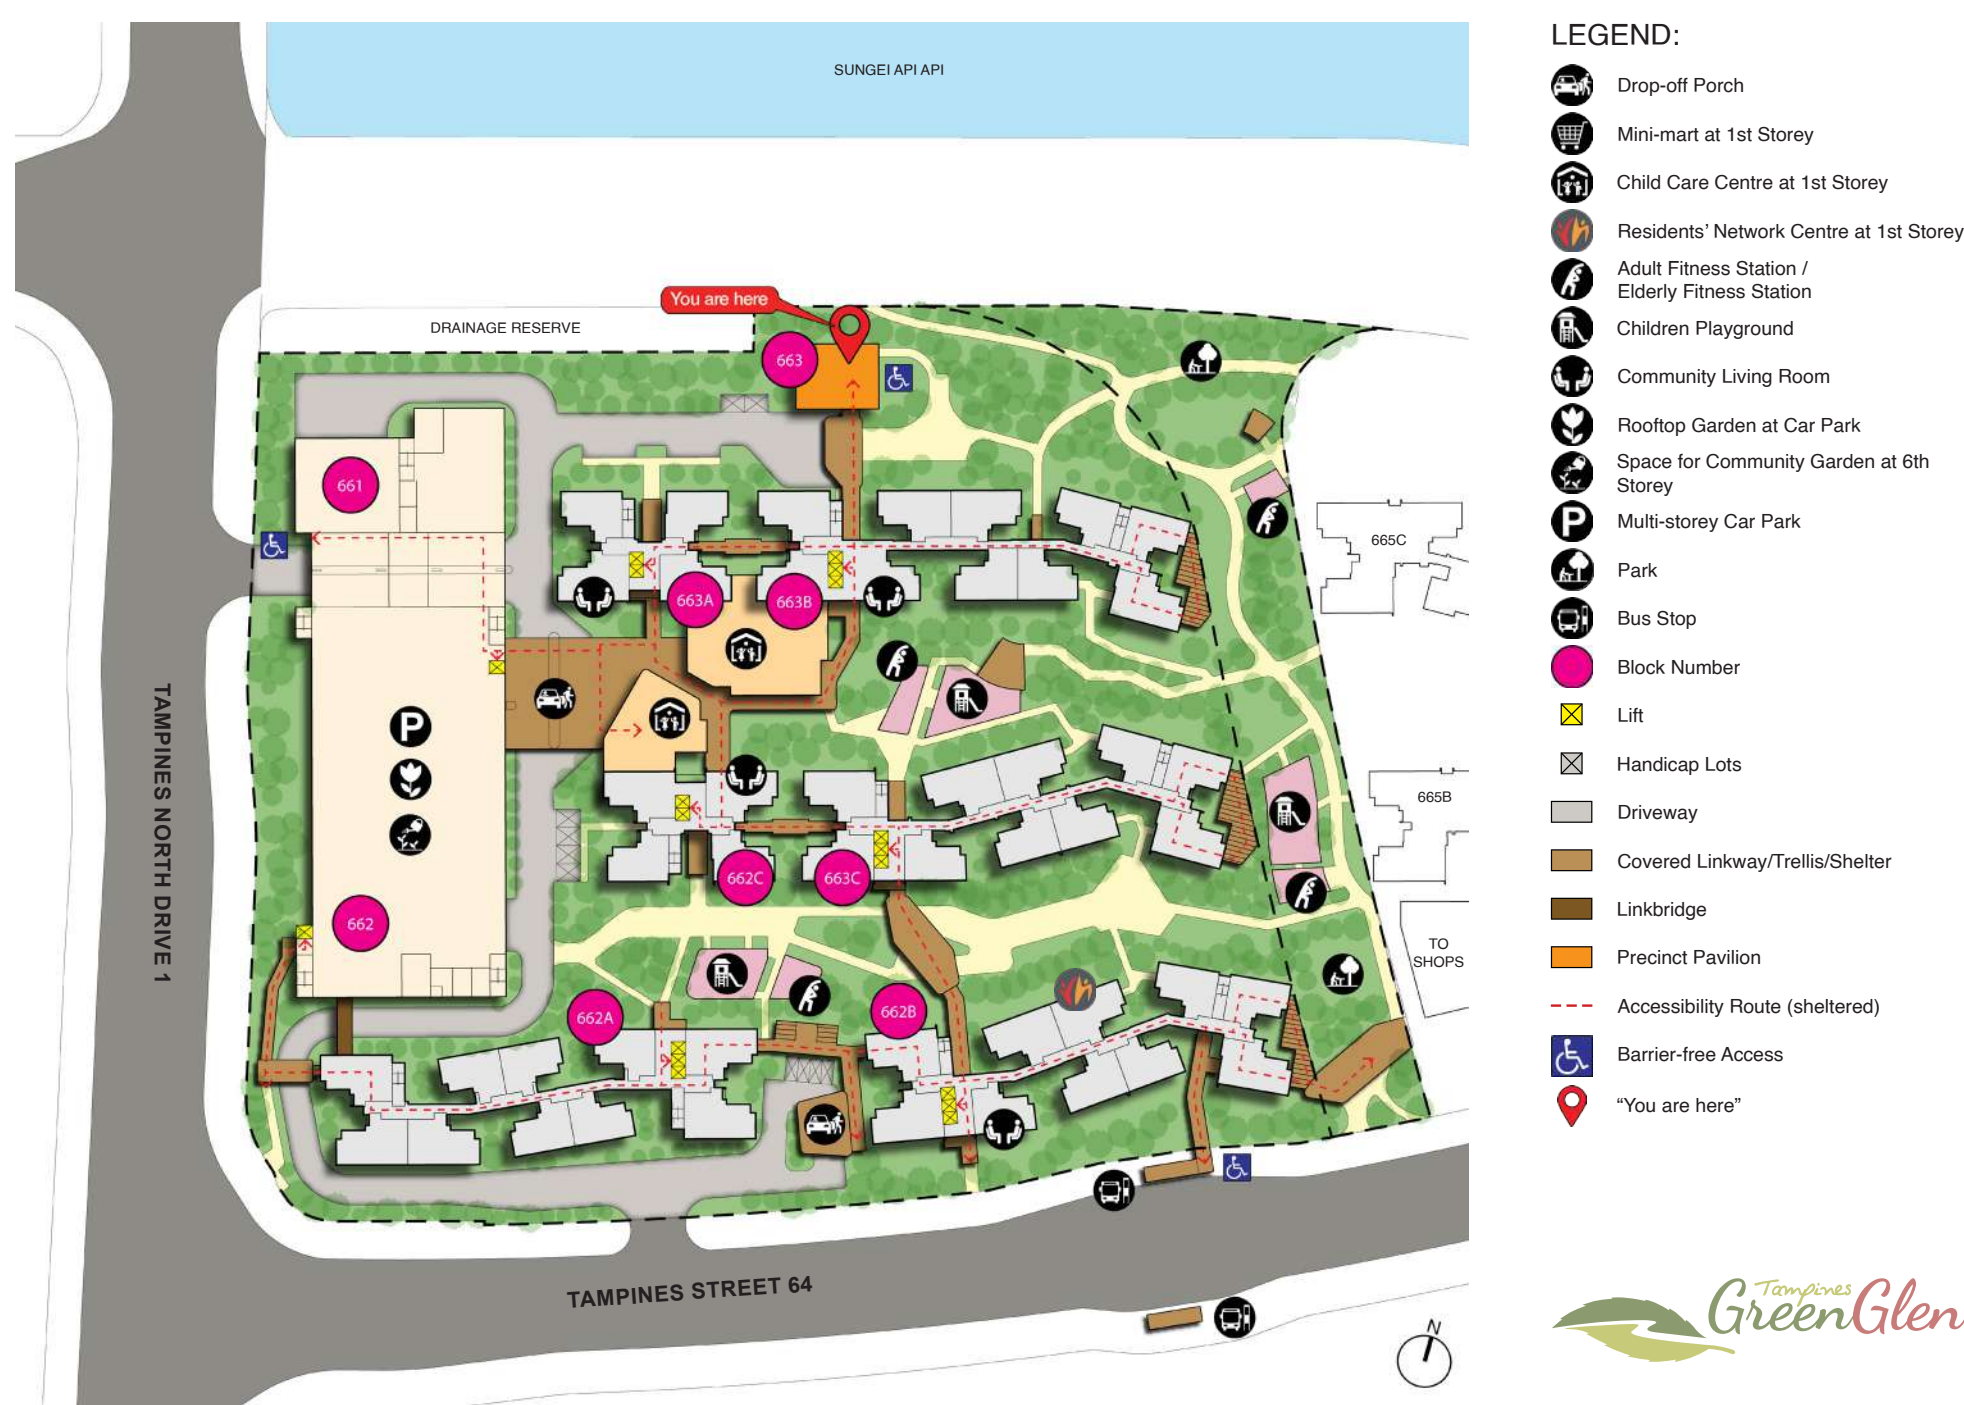 SUNGEI API API
You are here
DRAINAGE RESERVE
663
661
663A
663B
665C
TAMPINES NORTH DRIVE 1
P
665B
662C
663C
662
TO
SHOPS
662A
662B
TAMPINES STREET 64
N
LEGEND:
Drop-off Porch
Mini-mart at 1st Storey
Child Care Centre at 1st Storey
Residents’ Network Centre at 1st Storey
Adult Fitness Station /
Elderly Fitness Station
Children Playground
Community Living Room
Rooftop Garden at Car Park
Space for Community Garden at 6th
Storey
P Multi-storey Car Park
Park
Bus Stop
Block Number
Lift
Handicap Lots
Driveway
Covered Linkway/Trellis/Shelter
Linkbridge
Precinct Pavilion
Accessibility Route (sheltered)
Barrier-free Access
“You are here”
Tampines
GreenGlen